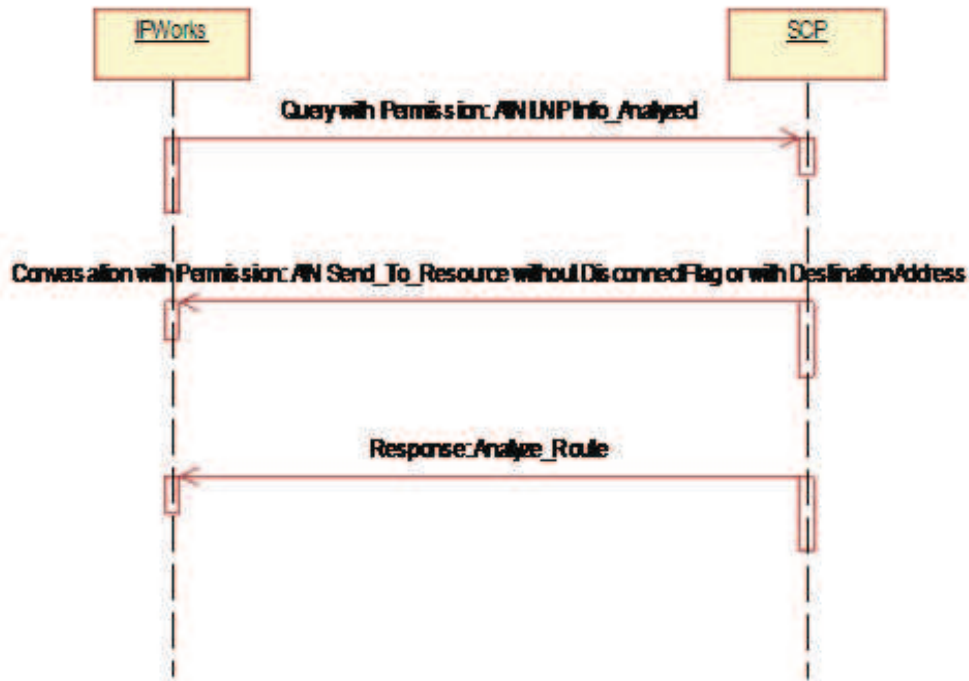 IPWorks
SCP
Query with Permission:: AIN LNP Info_Analyzed
Conversation with Permission:: AIN Send_To_Resource without DisconnectFlag or with DestinationAddress
Response::Analyze_Route